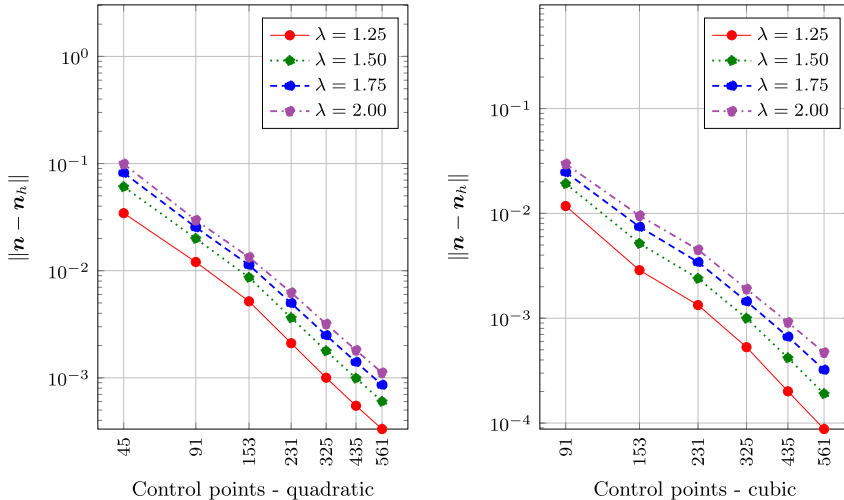 10^0
10^{-1}
10^{-2}
10^{-3}
‖n − n_h‖
45
91
153
231
325
435
561
Control points - quadratic
λ = 1.25
λ = 1.50
λ = 1.75
λ = 2.00
10^{-1}
10^{-2}
10^{-3}
10^{-4}
‖n − n_h‖
91
153
231
325
435
561
Control points - cubic
λ = 1.25
λ = 1.50
λ = 1.75
λ = 2.00